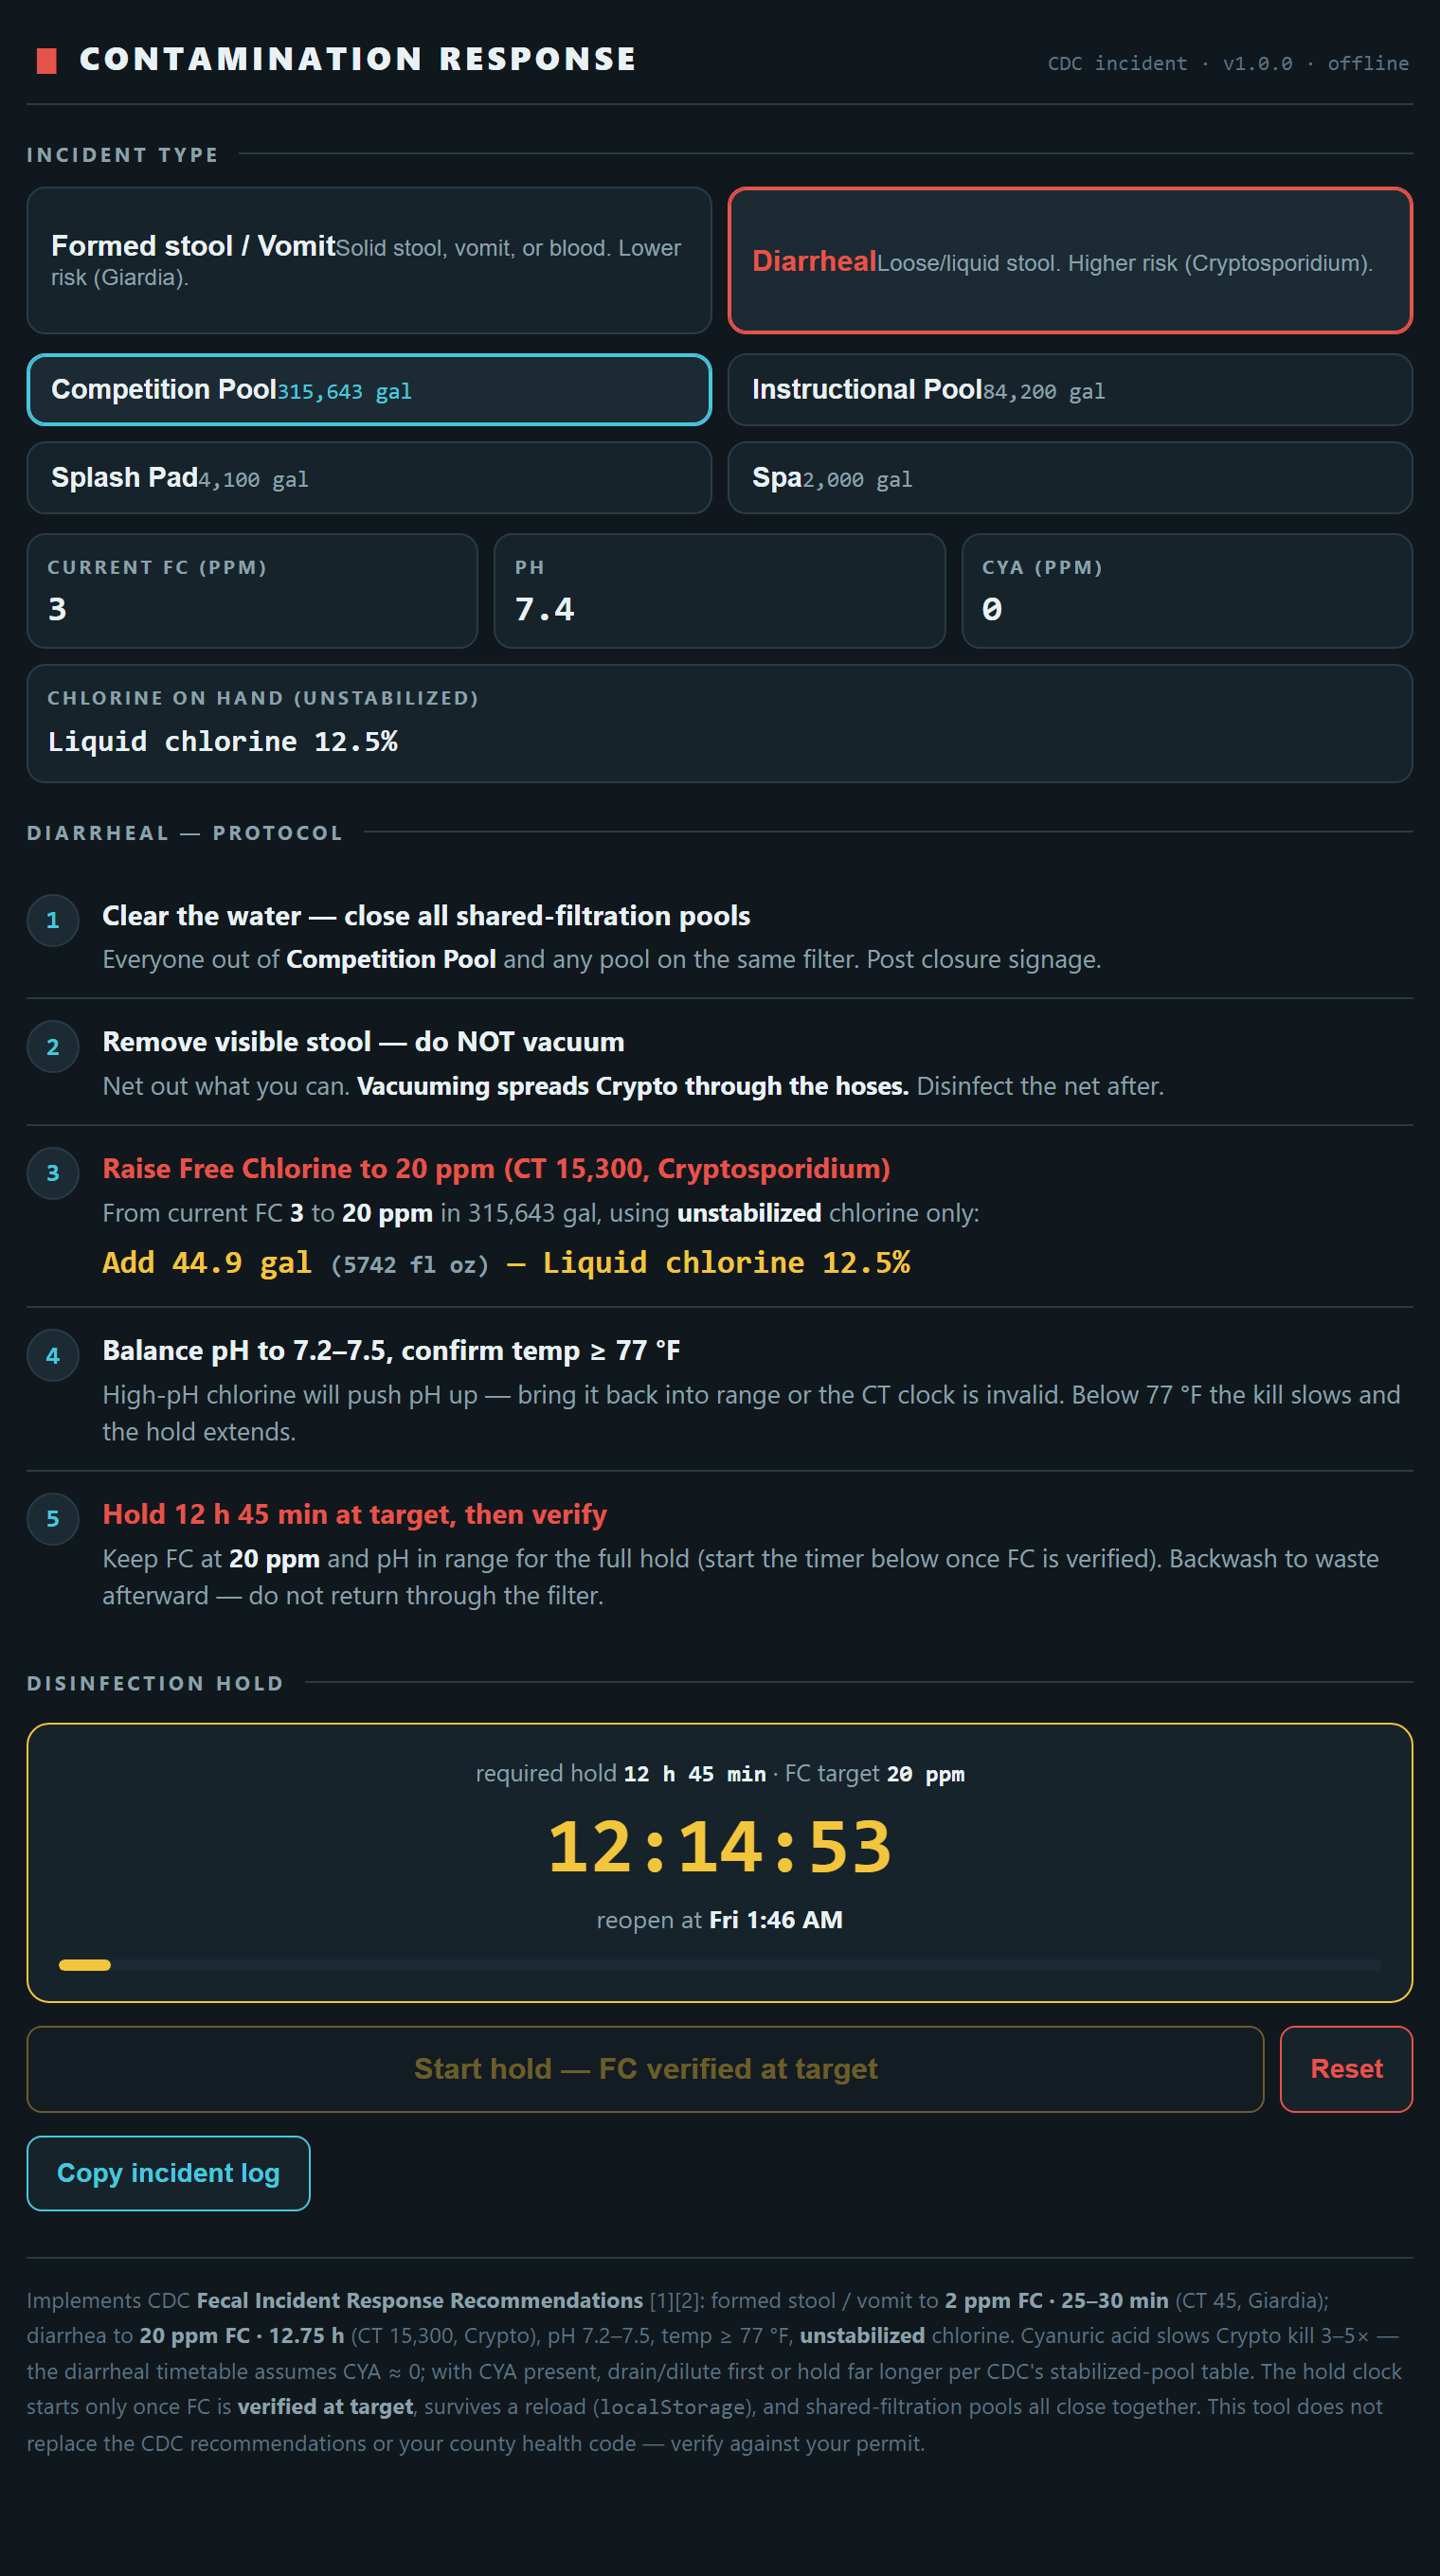 CONTAMINATION RESPONSE
CDC incident · v1.0.0 · offline
INCIDENT TYPE
Formed stool / VomitSolid stool, vomit, or blood. Lower
risk (Giardia).
DiarrhealLoose/liquid stool. Higher risk (Cryptosporidium).
Competition Pool315,643 gal
Instructional Pool84,200 gal
Splash Pad4,100 gal
Spa2,000 gal
CURRENT FC (PPM)
3
PH
7.4
CYA (PPM)
0
CHLORINE ON HAND (UNSTABILIZED)
Liquid chlorine 12.5%
DIARRHEAL — PROTOCOL
1
Clear the water — close all shared-filtration pools
Everyone out of Competition Pool and any pool on the same filter. Post closure signage.
2
Remove visible stool — do NOT vacuum
Net out what you can. Vacuuming spreads Crypto through the hoses. Disinfect the net after.
3
Raise Free Chlorine to 20 ppm (CT 15,300, Cryptosporidium)
From current FC 3 to 20 ppm in 315,643 gal, using unstabilized chlorine only:
Add 44.9 gal (5742 fl oz) — Liquid chlorine 12.5%
4
Balance pH to 7.2–7.5, confirm temp ≥ 77 °F
High-pH chlorine will push pH up — bring it back into range or the CT clock is invalid. Below 77 °F the kill slows and
the hold extends.
5
Hold 12 h 45 min at target, then verify
Keep FC at 20 ppm and pH in range for the full hold (start the timer below once FC is verified). Backwash to waste
afterward — do not return through the filter.
DISINFECTION HOLD
required hold 12 h 45 min · FC target 20 ppm
12:14:53
reopen at Fri 1:46 AM
Start hold — FC verified at target
Reset
Copy incident log
Implements CDC Fecal Incident Response Recommendations [1][2]: formed stool / vomit to 2 ppm FC · 25–30 min (CT 45, Giardia);
diarrhea to 20 ppm FC · 12.75 h (CT 15,300, Crypto), pH 7.2–7.5, temp ≥ 77 °F, unstabilized chlorine. Cyanuric acid slows Crypto kill 3–5× —
the diarrheal timetable assumes CYA ≈ 0; with CYA present, drain/dilute first or hold far longer per CDC's stabilized-pool table. The hold clock
starts only once FC is verified at target, survives a reload (localStorage), and shared-filtration pools all close together. This tool does not
replace the CDC recommendations or your county health code — verify against your permit.